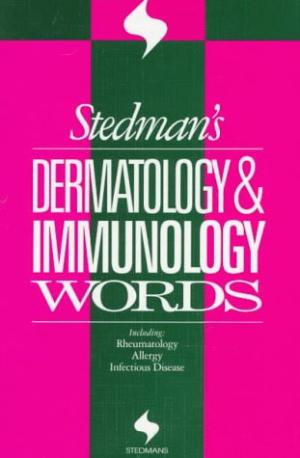 Stedman's
DERMATOLOGY &
IMMUNOLOGY
WORDS
Including:
Rheumatology
Allergy
Infectious Disease
STEDMANS